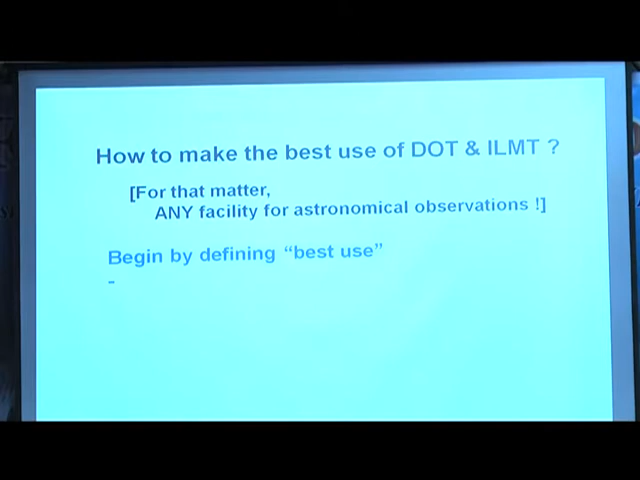 How to make the best use of DOT & ILMT ?
[For that matter,
ANY facility for astronomical observations !]
Begin by defining “best use”
-